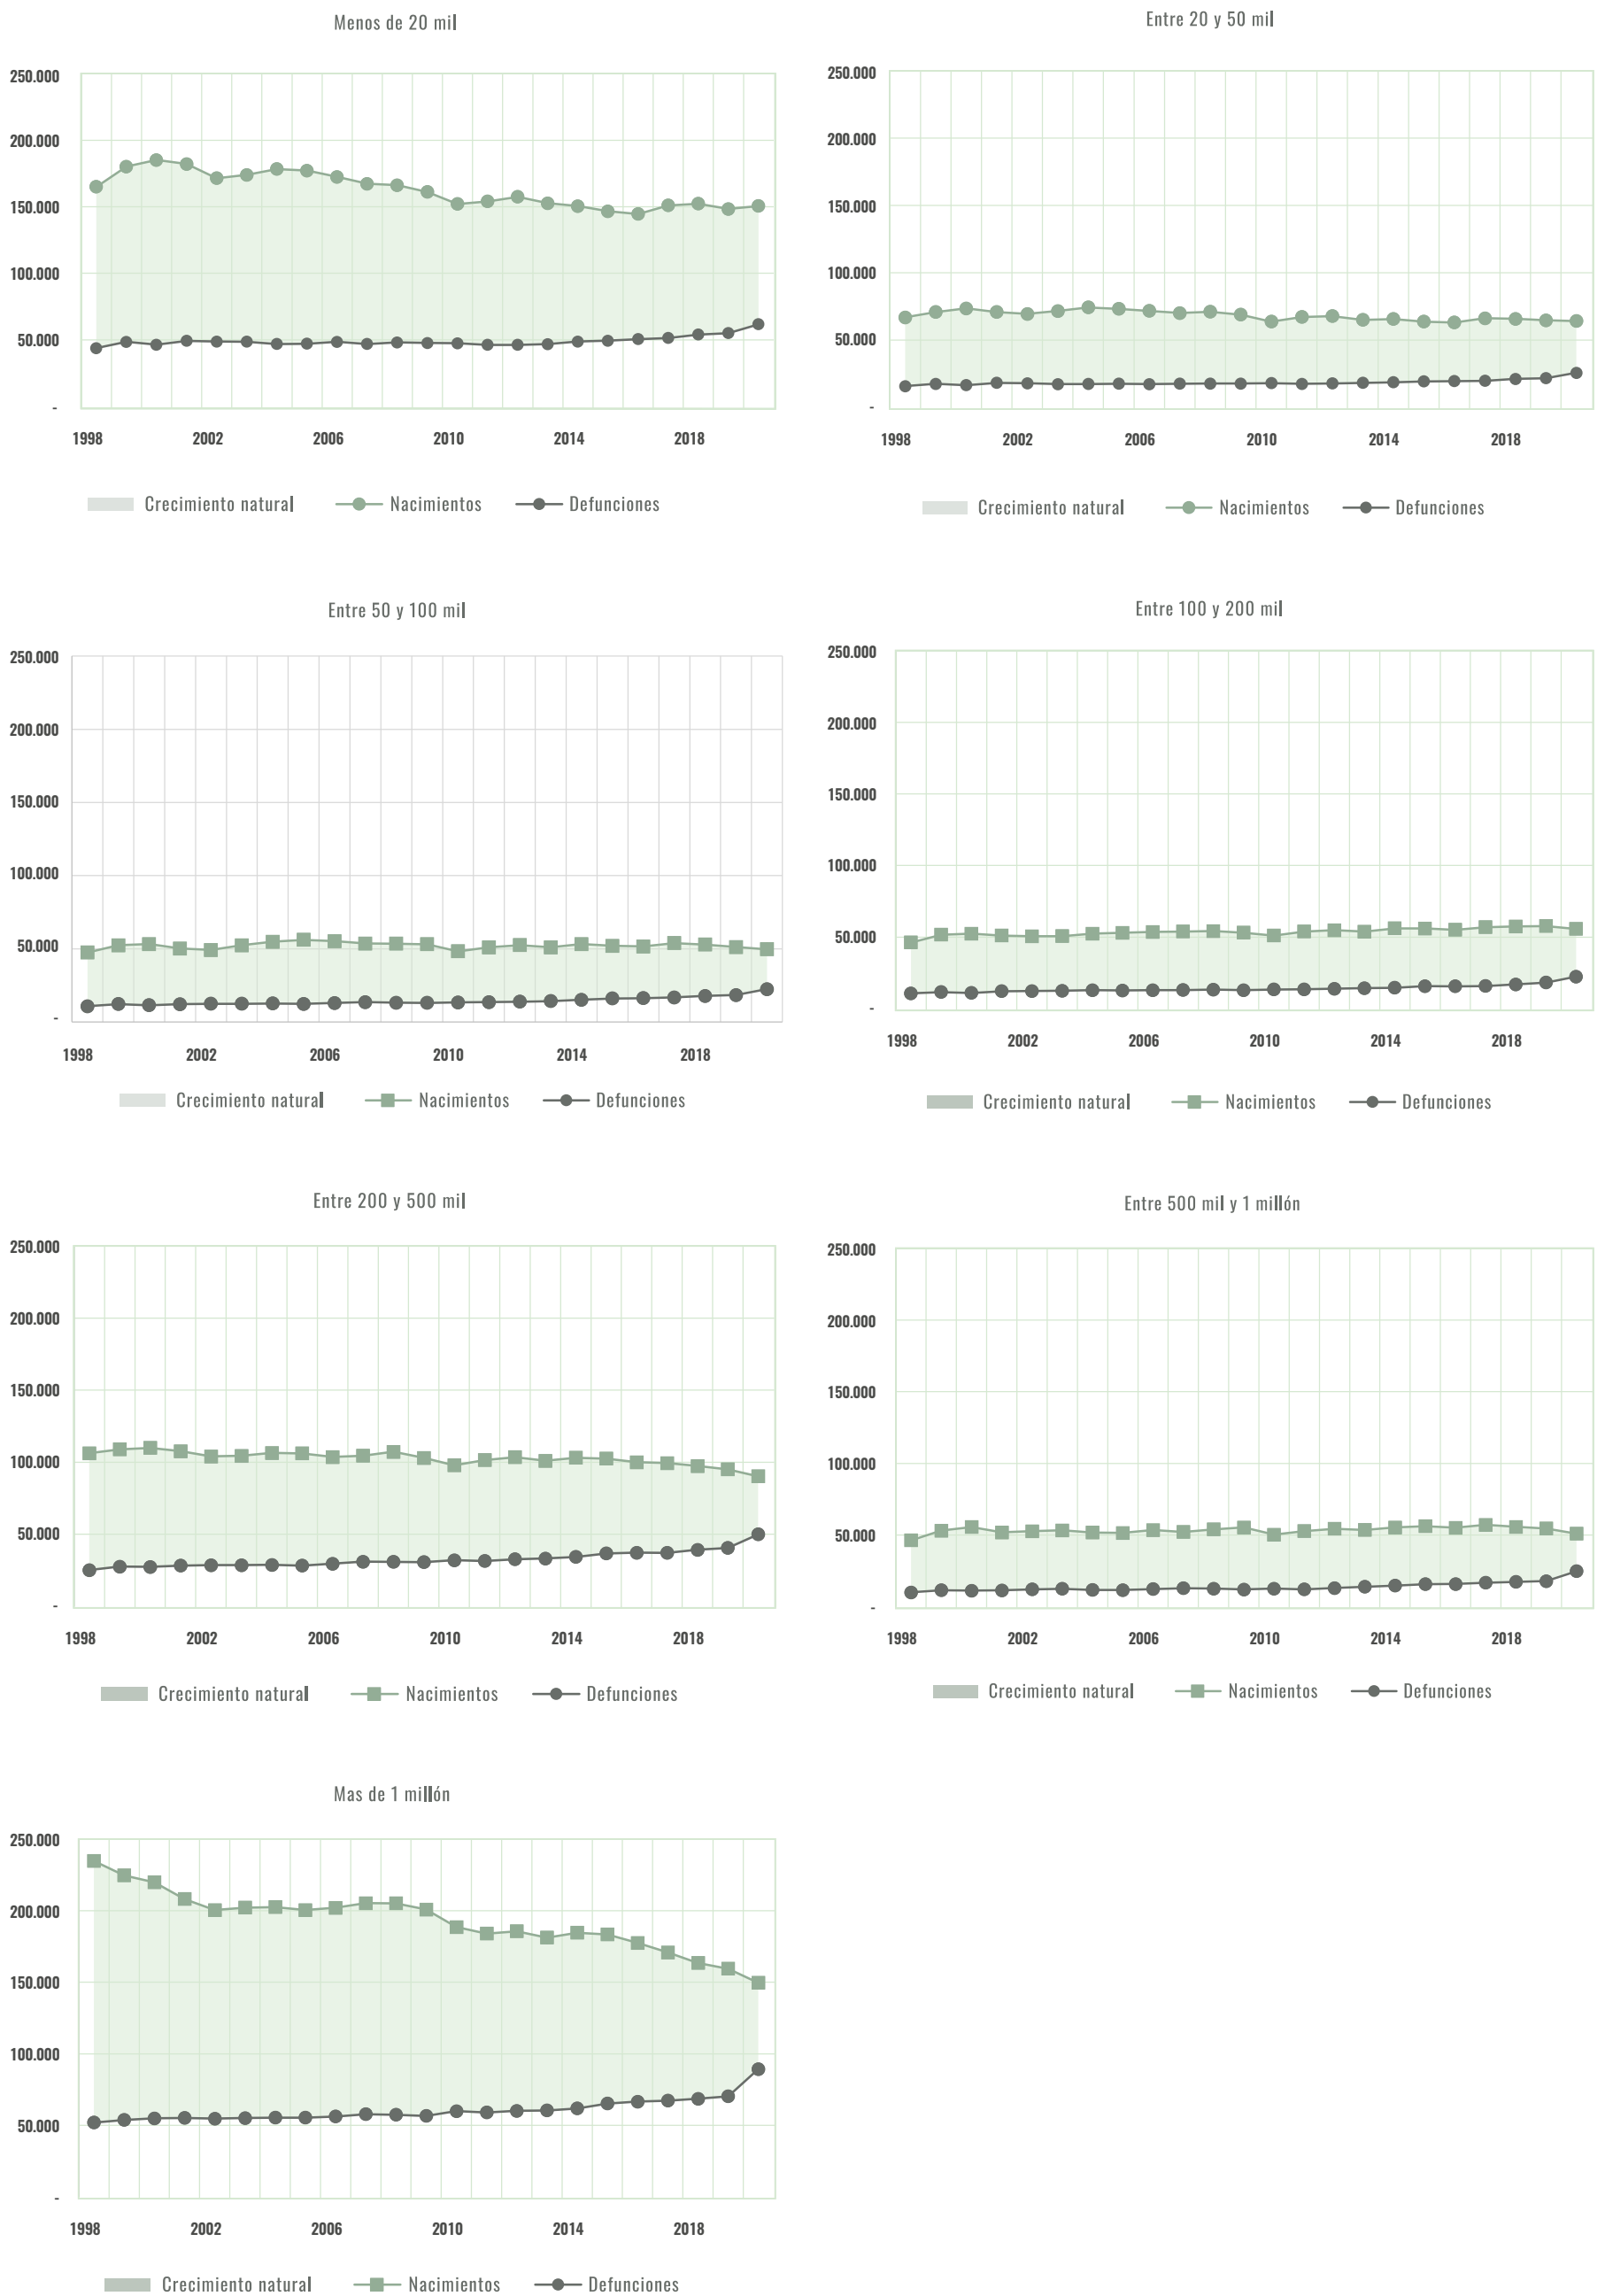 Menos de 20 mil
250.000
200.000
150.000
100.000
50.000
-
1998 2002 2006 2010 2014 2018
Crecimiento natural Nacimientos Defunciones
Entre 20 y 50 mil
250.000
200.000
150.000
100.000
50.000
-
1998 2002 2006 2010 2014 2018
Crecimiento natural Nacimientos Defunciones
Entre 50 y 100 mil
250.000
200.000
150.000
100.000
50.000
-
1998 2002 2006 2010 2014 2018
Crecimiento natural Nacimientos Defunciones
Entre 100 y 200 mil
250.000
200.000
150.000
100.000
50.000
-
1998 2002 2006 2010 2014 2018
Crecimiento natural Nacimientos Defunciones
Entre 200 y 500 mil
250.000
200.000
150.000
100.000
50.000
-
1998 2002 2006 2010 2014 2018
Crecimiento natural Nacimientos Defunciones
Entre 500 mil y 1 millón
250.000
200.000
150.000
100.000
50.000
-
1998 2002 2006 2010 2014 2018
Crecimiento natural Nacimientos Defunciones
Mas de 1 millón
250.000
200.000
150.000
100.000
50.000
-
1998 2002 2006 2010 2014 2018
Crecimiento natural Nacimientos Defunciones